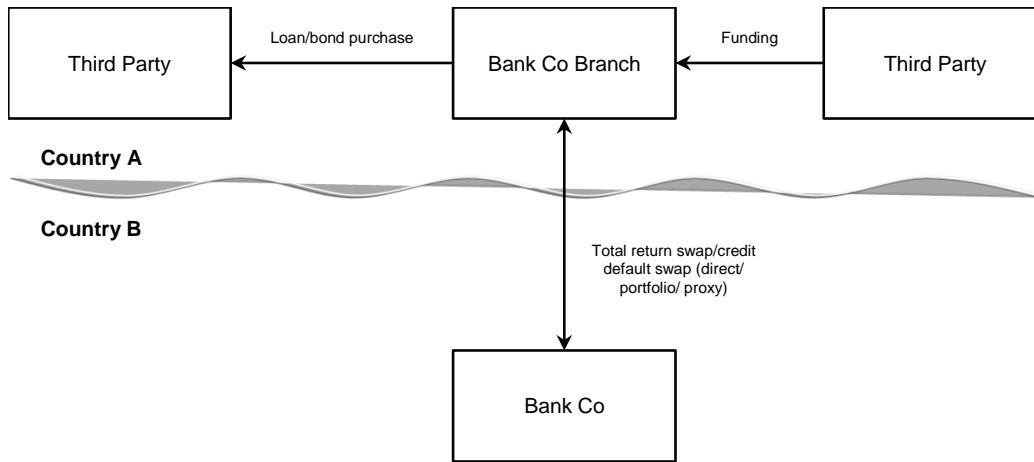 Loan/bond purchase
Funding
Third Party
Bank Co Branch
Third Party
Country A
Country B
Total return swap/credit
default swap (direct/
portfolio/ proxy)
Bank Co